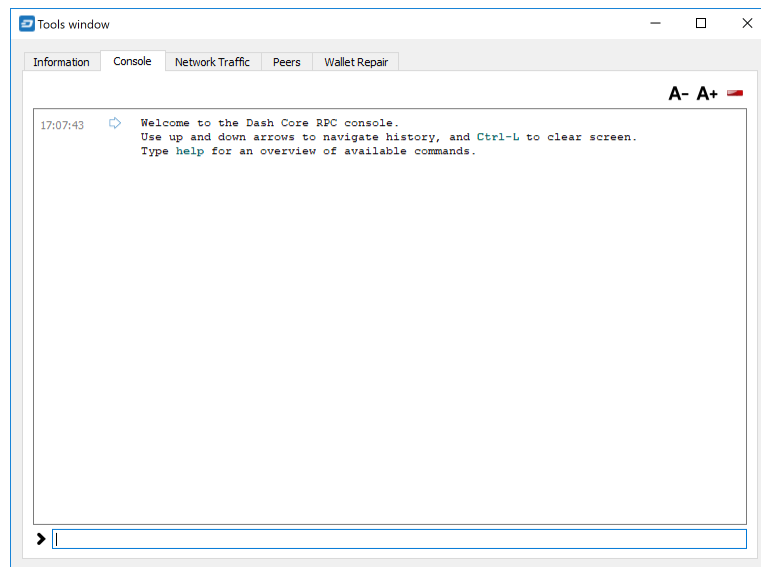 Tools window
Information Console Network Traffic Peers Wallet Repair
A- A+
17:07:43 Welcome to the Dash Core RPC console.
Use up and down arrows to navigate history, and Ctrl-L to clear screen.
Type help for an overview of available commands.